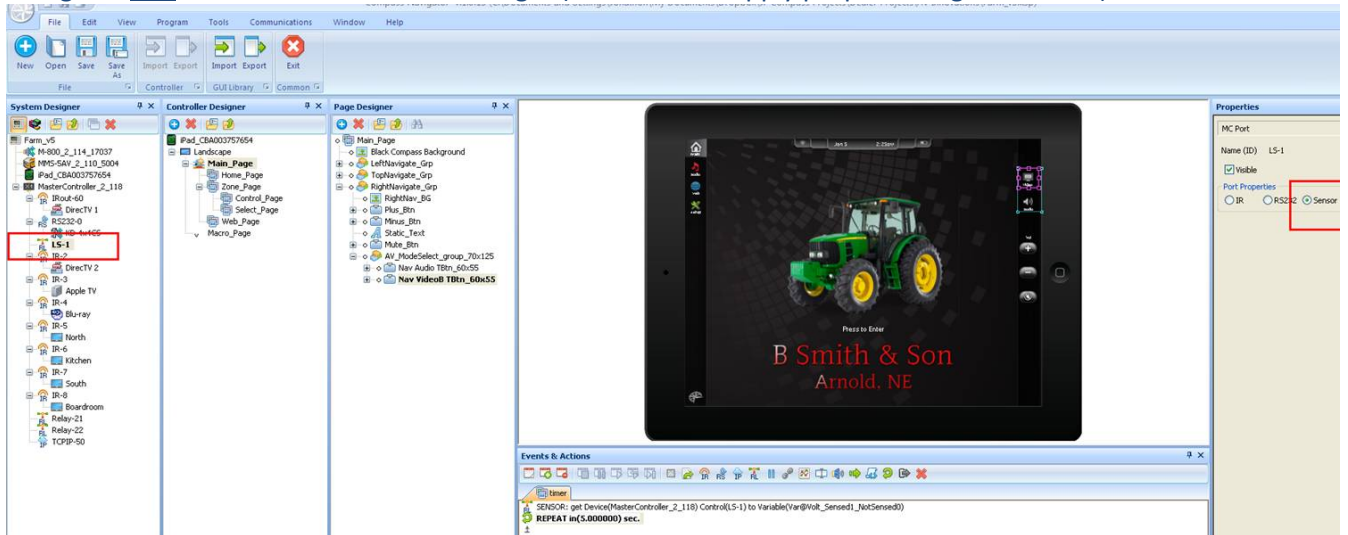 File Edit View Program Tools Communications Window Help
New Open Save Save As Import Export Import Export Exit
File Controller GUI Library Common
System Designer
Farm_v5
M-800_2_114_17037
MMS-5AV_2_110_5004
iPad_CBA003757654
MasterController_2_118
IRout-60
DirecTV 1
RS232-0
LS-1
IR-2
DirecTV 2
IR-3
Apple TV
IR-4
Blu-ray
IR-5
North
IR-6
Kitchen
IR-7
South
IR-8
Boardroom
Relay-21
Relay-22
TCPIP-50
Controller Designer
iPad_CBA003757654
Landscape
Main_Page
Home_Page
Zone_Page
Control_Page
Select_Page
Web_Page
Macro_Page
Page Designer
Main_Page
Black Compass Background
LeftNavigate_Grp
TopNavigate_Grp
RightNavigate_Grp
RightNav_BG
Plus_Btn
Minus_Btn
Static_Text
Mute_Btn
AV_ModeSelect_group_70x125
Nav Audio TBtn_60x55
Nav VideoB TBtn_60x55
Jan 5 2:25pm
Press to Enter
B Smith & Son
Arnold, NE
Events & Actions
timer
SENSOR: get Device(MasterController_2_118) Control(LS-1) to Variable(Var@Volt_Sensed1_NotSensed0)
REPEAT in(5.000000) sec.
Properties
MC Port
Name (ID) LS-1
Visible
Port Properties
IR RS232 Sensor